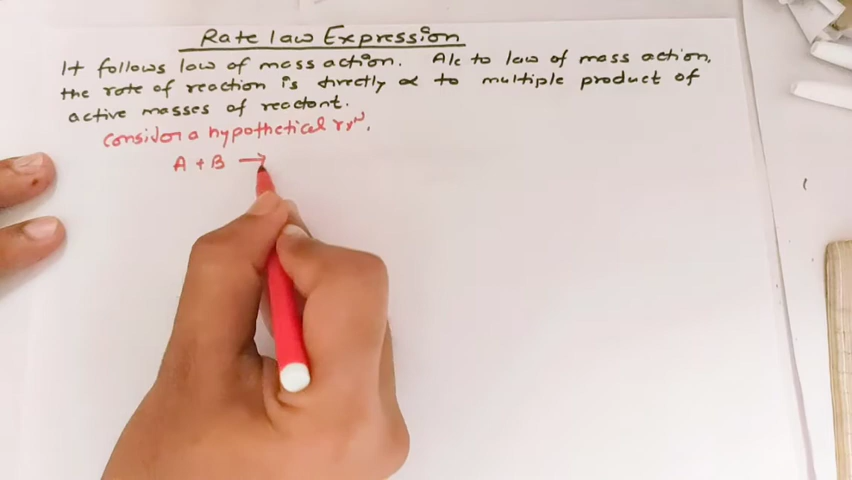 Rate law Expression
It follows law of mass action. A/c to law of mass action,
the rate of reaction is directly ∝ to multiple product of
active masses of reactant.
Consider a hypothetical rxⁿ,
A + B →